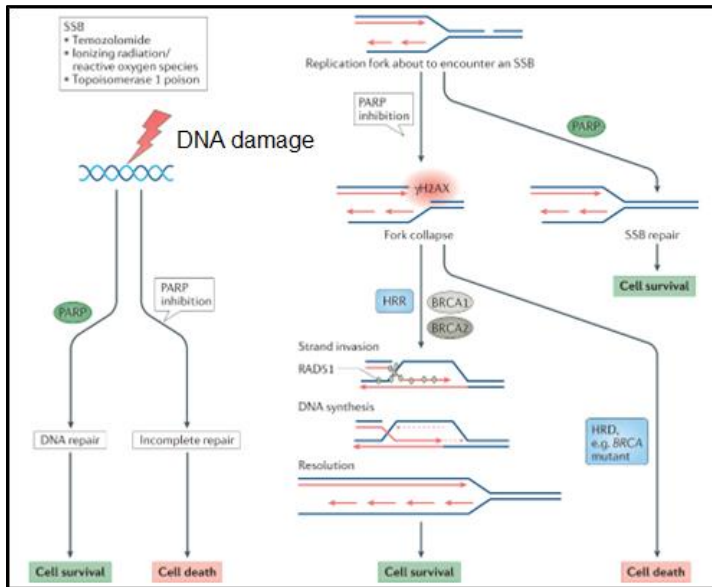 SSB
• Temozolomide
• Ionizing radiation/
reactive oxygen species
• Topoisomerase 1 poison
DNA damage
PARP
PARP
inhibition
DNA repair
Incomplete repair
Cell survival
Cell death
Replication fork about to encounter an SSB
PARP
inhibition
PARP
γH2AX
Fork collapse
SSB repair
Cell survival
HRR
BRCA1
BRCA2
Strand invasion
RAD51
DNA synthesis
HRD,
e.g. BRCA
mutant
Resolution
Cell survival
Cell death